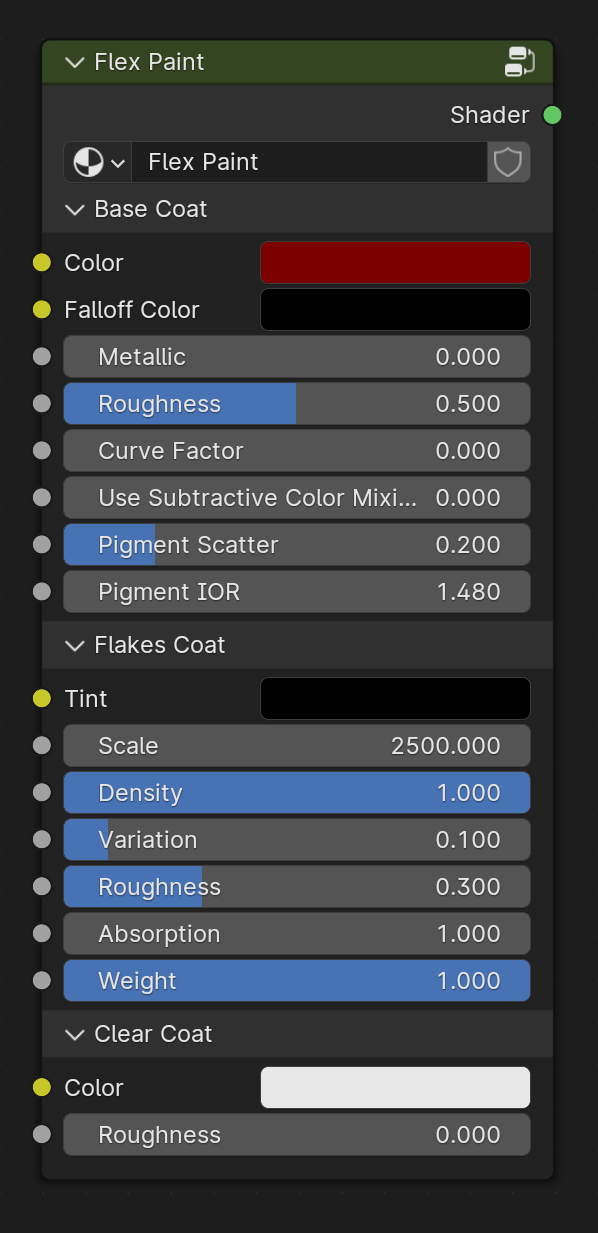 Flex Paint
Shader
Flex Paint
Base Coat
Color
Falloff Color
Metallic 0.000
Roughness 0.500
Curve Factor 0.000
Use Subtractive Color Mixi... 0.000
Pigment Scatter 0.200
Pigment IOR 1.480
Flakes Coat
Tint
Scale 2500.000
Density 1.000
Variation 0.100
Roughness 0.300
Absorption 1.000
Weight 1.000
Clear Coat
Color
Roughness 0.000